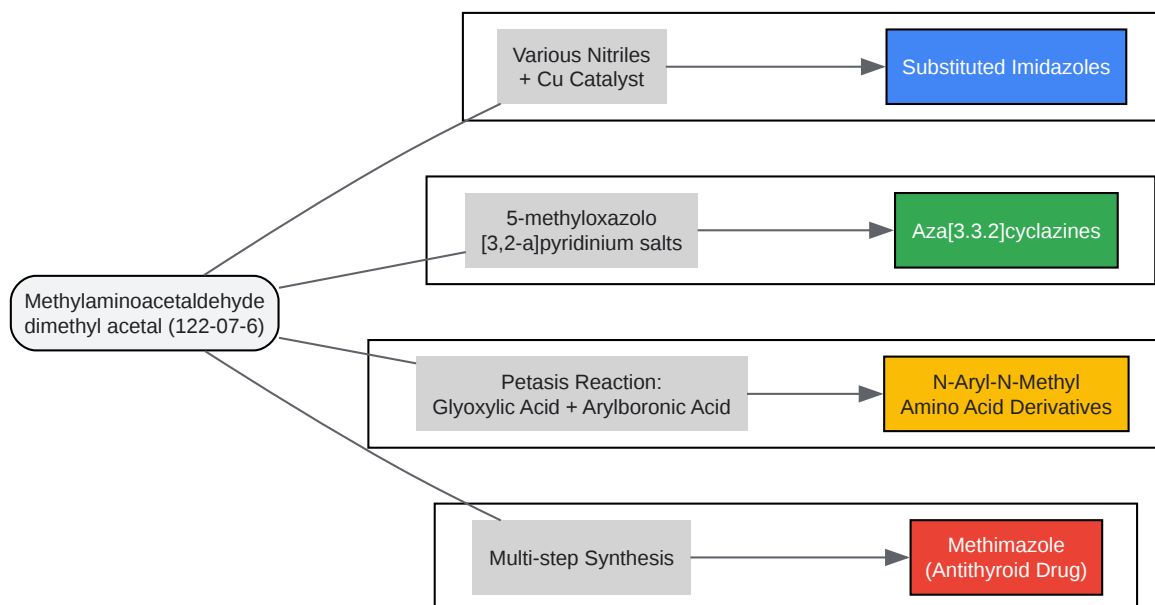 Various Nitriles
+ Cu Catalyst
Substituted Imidazoles
5-methyloxazolo
[3,2-a]pyridinium salts
Aza[3.3.2]cyclazines
Methylaminoacetaldehyde
dimethyl acetal (122-07-6)
Petasis Reaction:
Glyoxylic Acid + Arylboronic Acid
N-Aryl-N-Methyl
Amino Acid Derivatives
Multi-step Synthesis
Methimazole
(Antithyroid Drug)